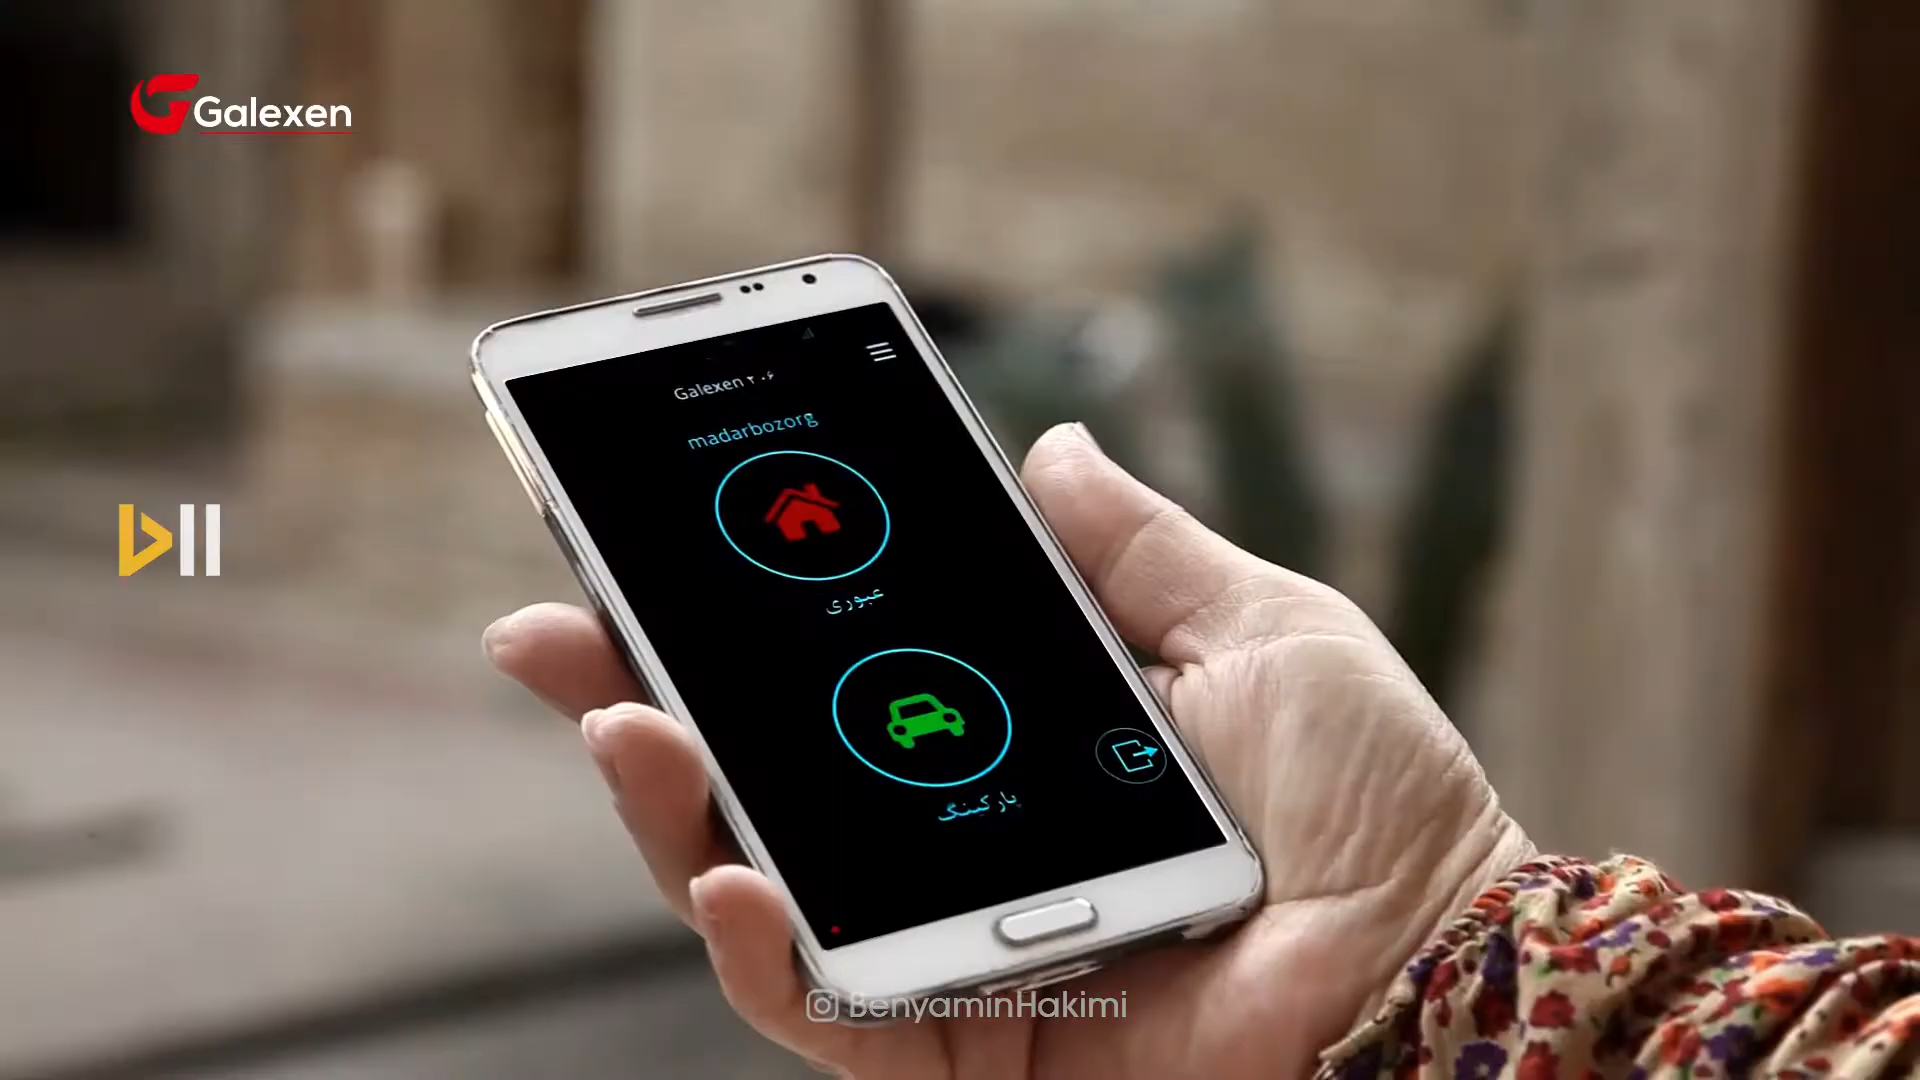 Galexen
Galexen ۲۰۶
madarbozorg
عبوری
پارکینگ
BenyaminHakimi